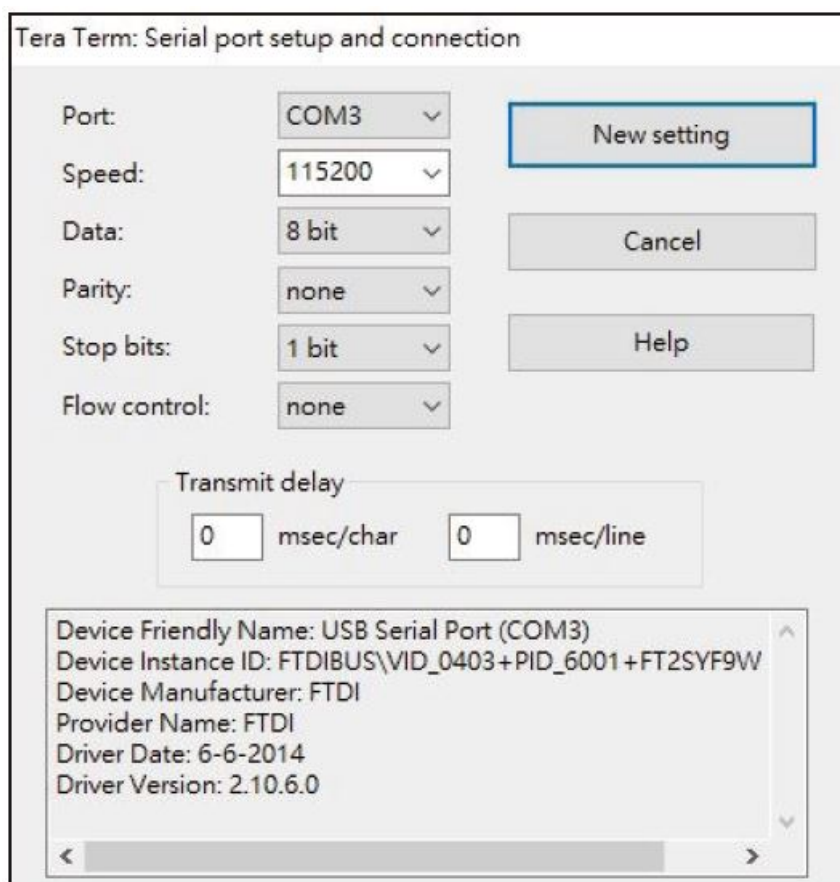 Tera Term: Serial port setup and connection
Port: COM3 New setting
Speed: 115200
Data: 8 bit Cancel
Parity: none
Stop bits: 1 bit Help
Flow control: none
Transmit delay
0 msec/char 0 msec/line
Device Friendly Name: USB Serial Port (COM3)
Device Instance ID: FTDIBUS\VID_0403+PID_6001+FT2SYF9W
Device Manufacturer: FTDI
Provider Name: FTDI
Driver Date: 6-6-2014
Driver Version: 2.10.6.0